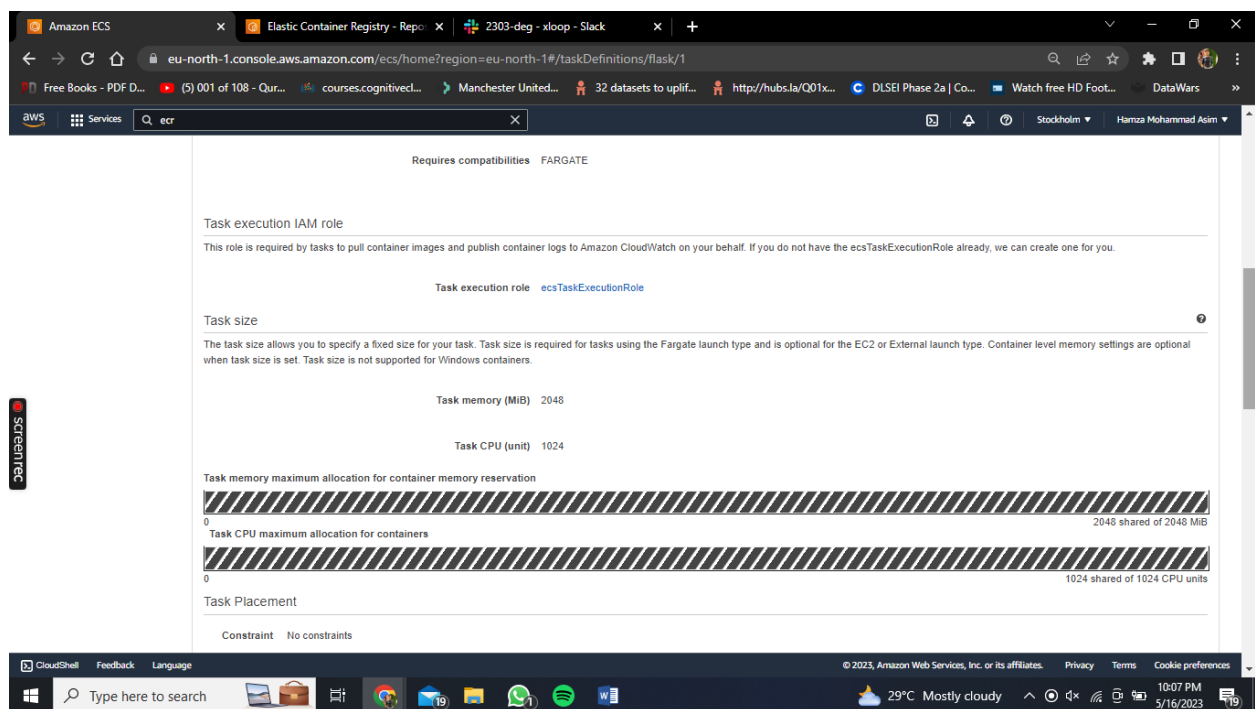 Amazon ECS
Elastic Container Registry - Repos
2303-deg - xloop - Slack
eu-north-1.console.aws.amazon.com/ecs/home?region=eu-north-1#/taskDefinitions/flask/1
Free Books - PDF D...
(5) 001 of 108 - Qur...
courses.cognitivecl...
Manchester United...
32 datasets to uplif...
http://hubs.la/Q01x...
DLSEI Phase 2a | Co...
Watch free HD Foot...
DataWars
»
aws
Services
ecr
Stockholm ▼
Hamza Mohammad Asim ▼
Requires compatibilities FARGATE
Task execution IAM role
This role is required by tasks to pull container images and publish container logs to Amazon CloudWatch on your behalf. If you do not have the ecsTaskExecutionRole already, we can create one for you.
Task execution role ecsTaskExecutionRole
Task size
The task size allows you to specify a fixed size for your task. Task size is required for tasks using the Fargate launch type and is optional for the EC2 or External launch type. Container level memory settings are optional
when task size is set. Task size is not supported for Windows containers.
Task memory (MiB) 2048
Task CPU (unit) 1024
Task memory maximum allocation for container memory reservation
0
2048 shared of 2048 MiB
Task CPU maximum allocation for containers
0
1024 shared of 1024 CPU units
Task Placement
Constraint No constraints
screenrec
CloudShell Feedback Language
© 2023, Amazon Web Services, Inc. or its affiliates. Privacy Terms Cookie preferences
Type here to search
19
1
29°C Mostly cloudy
10:07 PM
5/16/2023
19